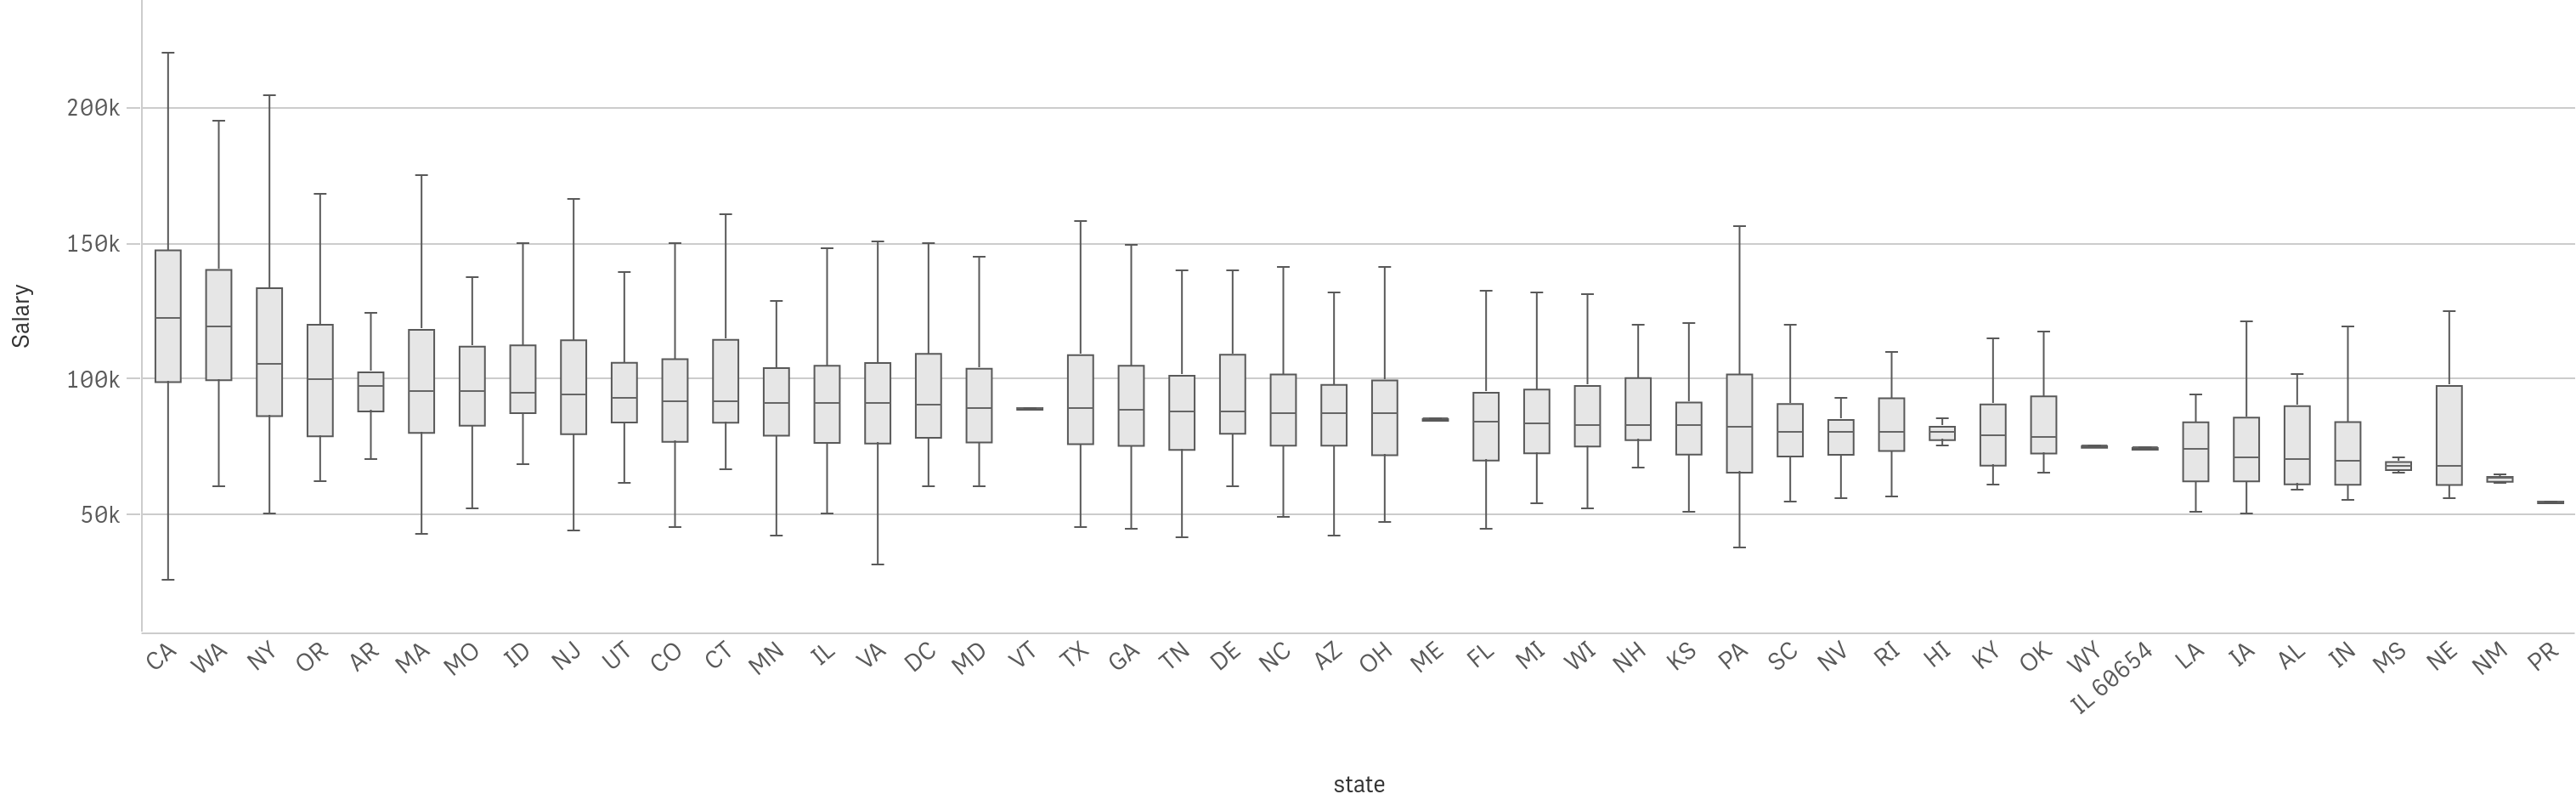 200k
150k
100k
50k
Salary
CA WA NY OR AR MA MO ID NJ UT CO CT MN IL VA DC MD VT TX GA TN DE NC AZ OH ME FL MI WI NH KS PA SC NV RI HI KY OK WY IL 60654 LA IA AL IN MS NE NM PR
state